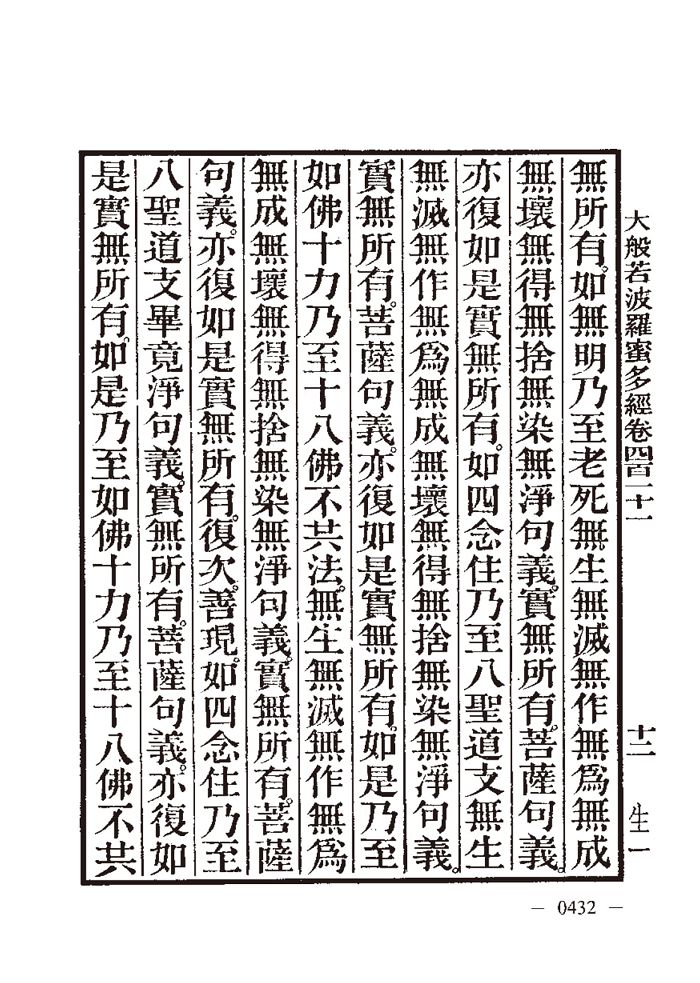 大般若波羅蜜多經卷四百二十一
十二
生一
無所有。如無明乃至老死無生無滅無作無爲無成
無壞無得無捨無染無淨句義。實無所有。菩薩句義。
亦復如是實無所有。如四念住乃至八聖道支無生
無滅無作無爲無成無壞無得無捨無染無淨句義。
實無所有。菩薩句義。亦復如是實無所有。如是乃至
如佛十力乃至十八佛不共法。無生無滅無作無爲
無成無壞無得無捨無染無淨句義。實無所有。菩薩
句義。亦復如是實無所有。復次。善現。如四念住乃至
八聖道支畢竟淨句義。實無所有。菩薩句義。亦復如
是實無所有。如是乃至如佛十力乃至十八佛不共
— 0432 —